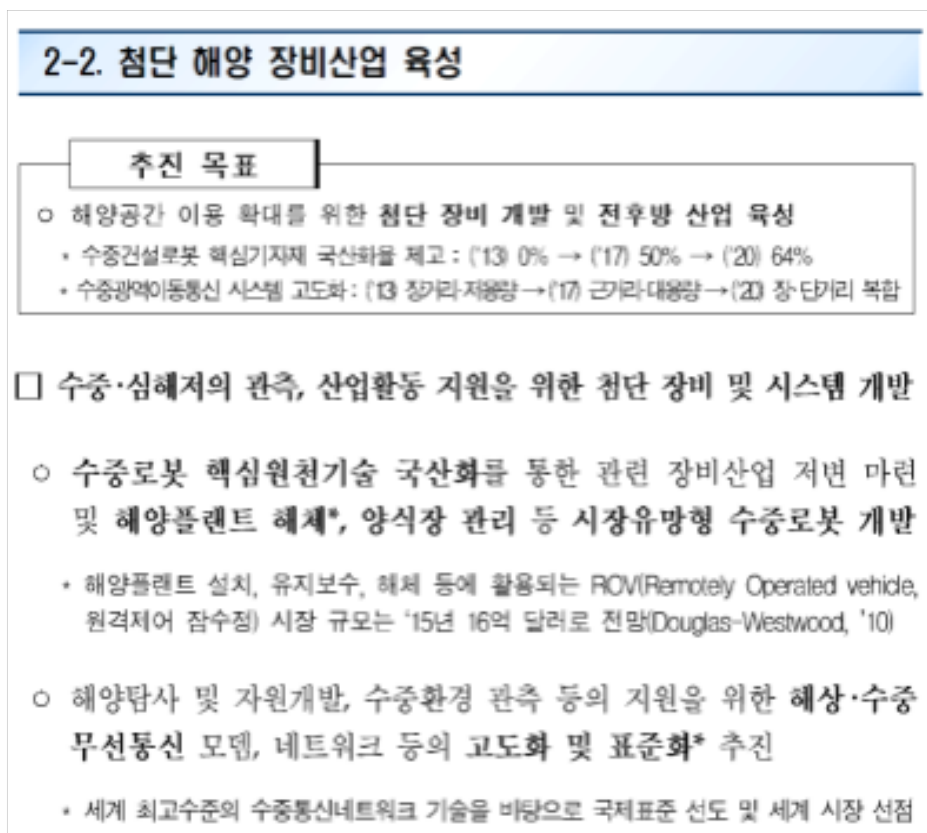 2-2. 첨단 해양 장비산업 육성
추진 목표
ㅇ 해양공간 이용 확대를 위한 첨단 장비 개발 및 전후방 산업 육성
* 수중건설로봇 핵심기자재 국산화율 제고 : ('13) 0% → ('17) 50% → ('20) 64%
* 수중광역이동통신 시스템 고도화 : ('13) 장거리·저용량 → ('17) 근거리·대용량 → ('20) 장·단거리 복합
□ 수중·심해저의 관측, 산업활동 지원을 위한 첨단 장비 및 시스템 개발
ㅇ 수중로봇 핵심원천기술 국산화를 통한 관련 장비산업 저변 마련
및 해양플랜트 해체*, 양식장 관리 등 시장유망형 수중로봇 개발
* 해양플랜트 설치, 유지보수, 해체 등에 활용되는 ROV(Remotely Operated vehicle,
원격제어 잠수정) 시장 규모는 '15년 16억 달러로 전망(Douglas-Westwood, '10)
ㅇ 해양탐사 및 자원개발, 수중환경 관측 등의 지원을 위한 해상·수중
무선통신 모뎀, 네트워크 등의 고도화 및 표준화* 추진
* 세계 최고수준의 수중통신네트워크 기술을 바탕으로 국제표준 선도 및 세계 시장 선점